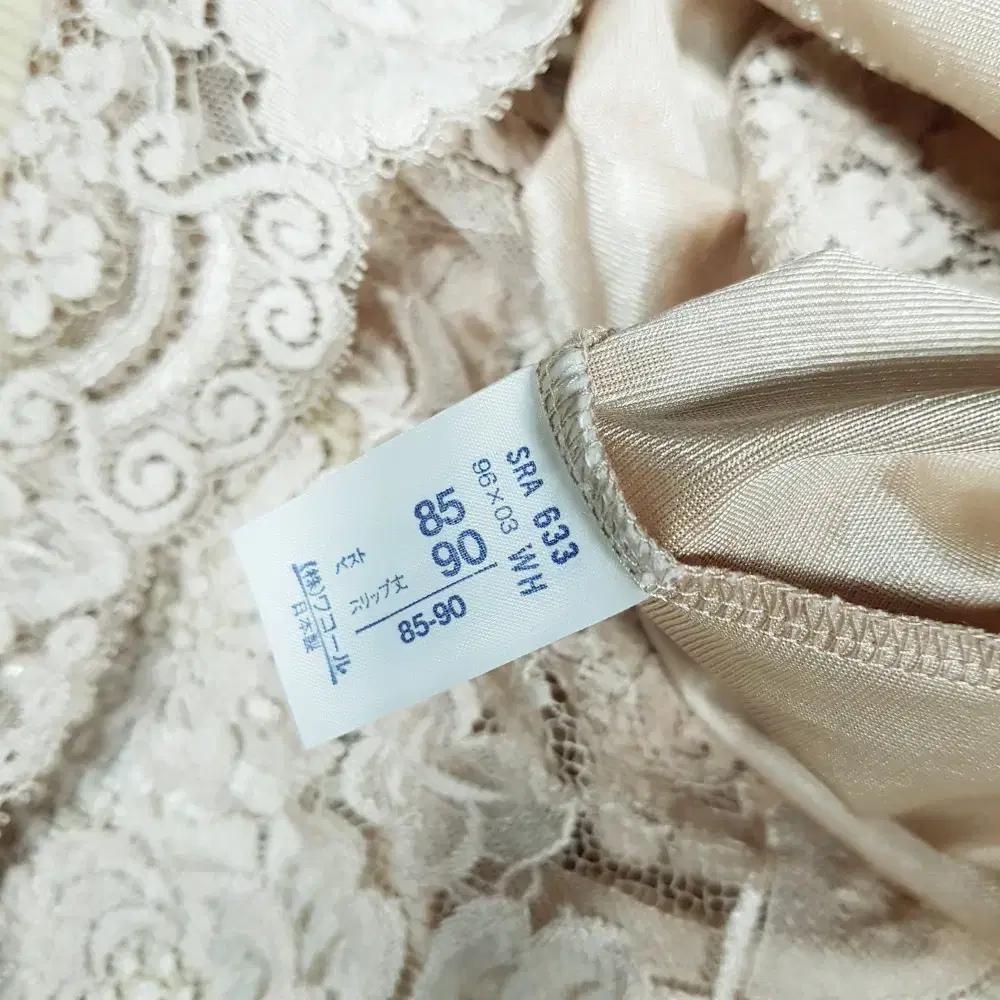 SRA 633
96×03 WH
バスト 85
スリップ丈 90
85-90
(株)ワコール
日本製